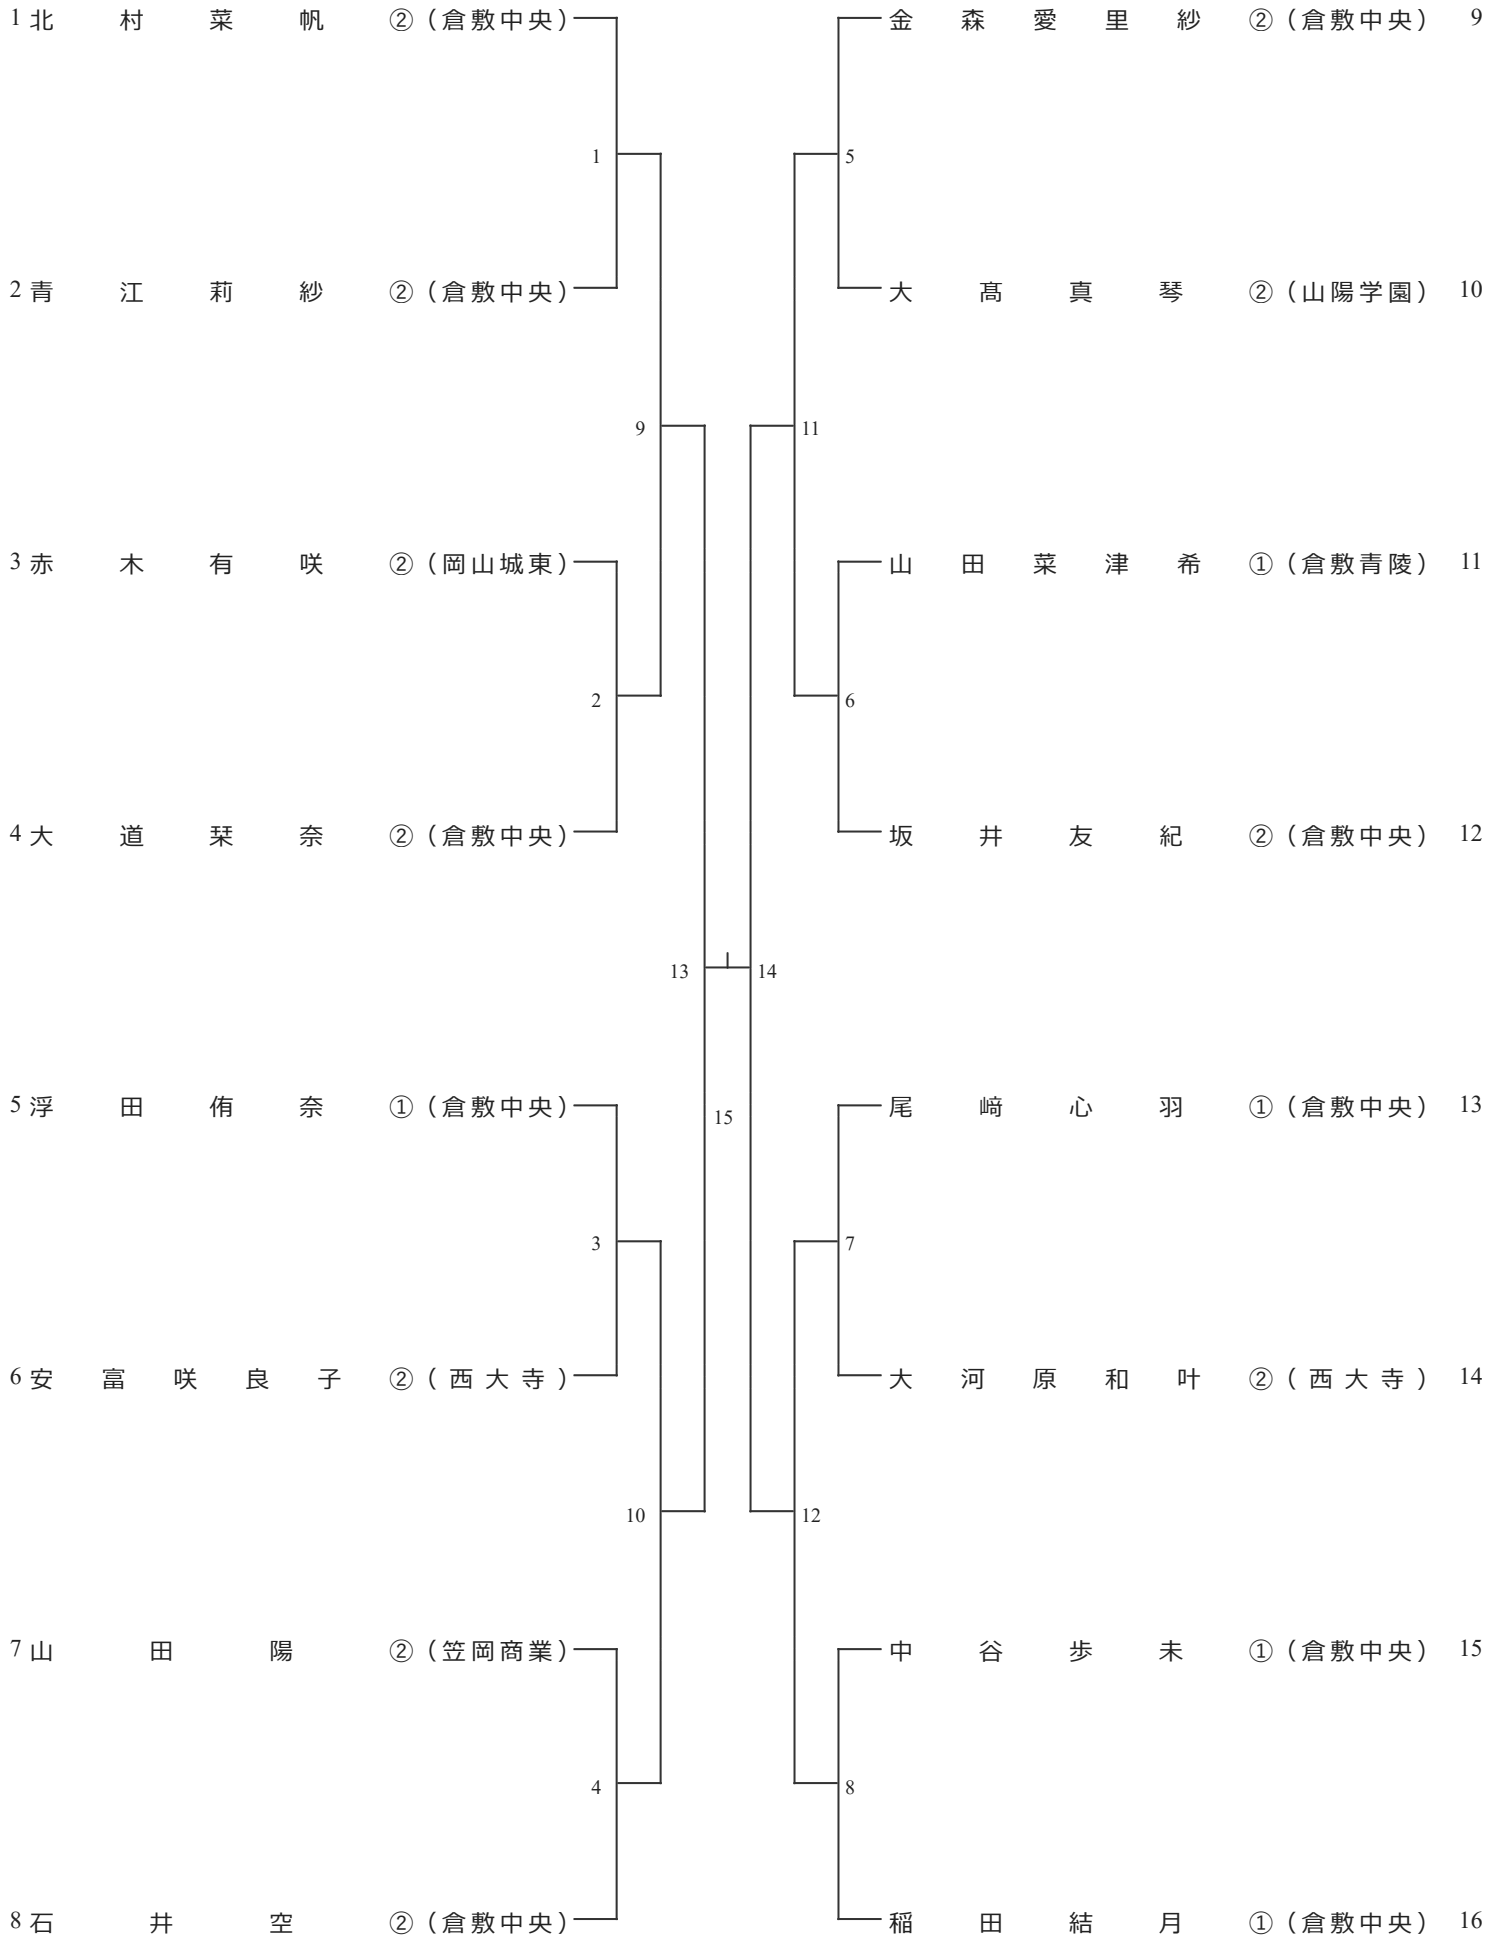 1 北村菜帆 ②（倉敷中央）
金森愛里紗 ②（倉敷中央） 9
1
5
2 青江莉紗 ②（倉敷中央）
大髙真琴 ②（山陽学園） 10
9
11
3 赤木有咲 ②（岡山城東）
山田菜津希 ①（倉敷青陵） 11
2
6
4 大道栞奈 ②（倉敷中央）
坂井友紀 ②（倉敷中央） 12
13
14
5 浮田侑奈 ①（倉敷中央）
15
尾﨑心羽 ①（倉敷中央） 13
3
7
6 安富咲良子 ②（西大寺）
大河原和叶 ②（西大寺） 14
10
12
7 山田陽 ②（笠岡商業）
中谷歩未 ①（倉敷中央） 15
4
8
8 石井空 ②（倉敷中央）
稲田結月 ①（倉敷中央） 16